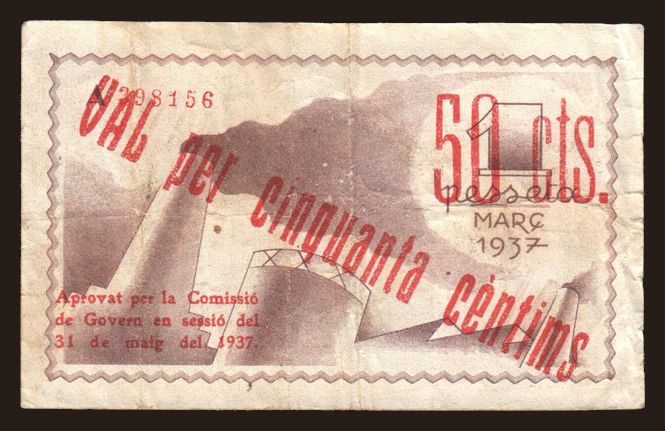 A 398156
VAL per cinquanta cèntims
50 cts.
1
pesseta
MARÇ
1937
Aprovat per la Comissió
de Govern en sessió del
31 de maig del 1937.